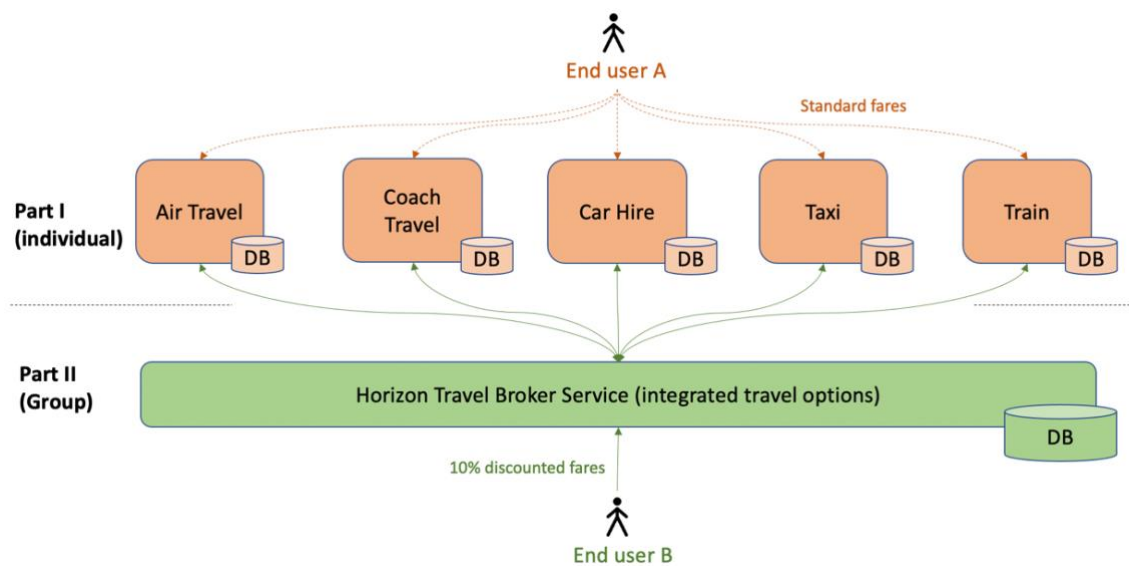 End user A
Standard fares
Part I
(individual)
Air Travel
DB
Coach
Travel
DB
Car Hire
DB
Taxi
DB
Train
DB
Part II
(Group)
Horizon Travel Broker Service (integrated travel options)
DB
10% discounted fares
End user B